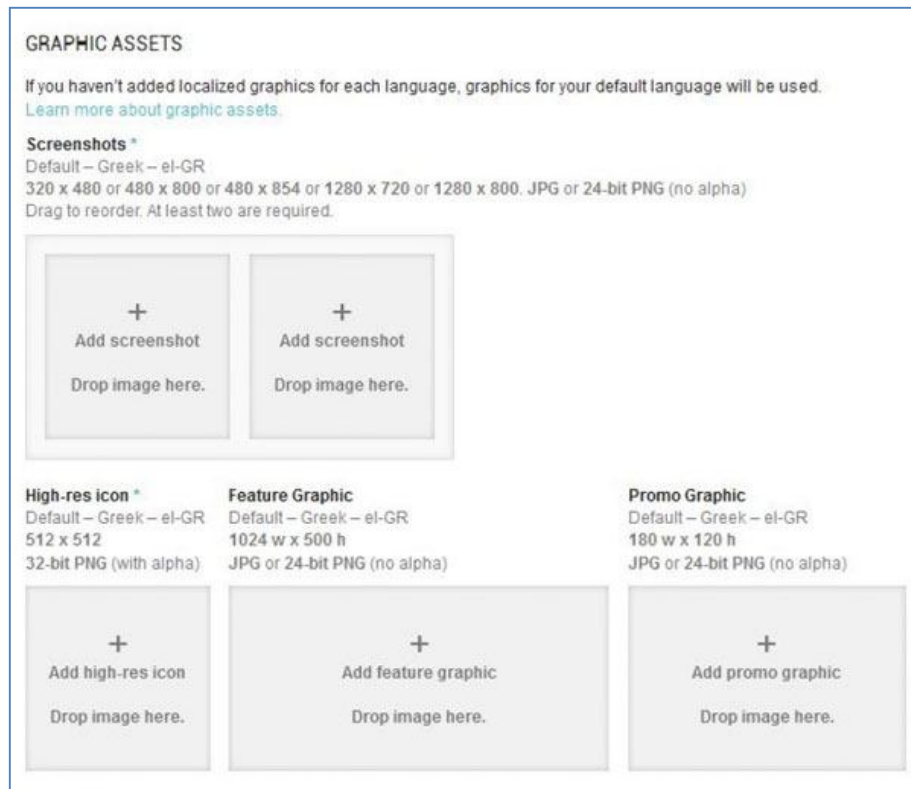 GRAPHIC ASSETS
If you haven't added localized graphics for each language, graphics for your default language will be used.
Learn more about graphic assets.
Screenshots *
Default – Greek – el-GR
320 x 480 or 480 x 800 or 480 x 854 or 1280 x 720 or 1280 x 800. JPG or 24-bit PNG (no alpha)
Drag to reorder. At least two are required.
+
Add screenshot
Drop image here.
+
Add screenshot
Drop image here.
High-res icon *
Default – Greek – el-GR
512 x 512
32-bit PNG (with alpha)
+
Add high-res icon
Drop image here.
Feature Graphic
Default – Greek – el-GR
1024 w x 500 h
JPG or 24-bit PNG (no alpha)
+
Add feature graphic
Drop image here.
Promo Graphic
Default – Greek – el-GR
180 w x 120 h
JPG or 24-bit PNG (no alpha)
+
Add promo graphic
Drop image here.